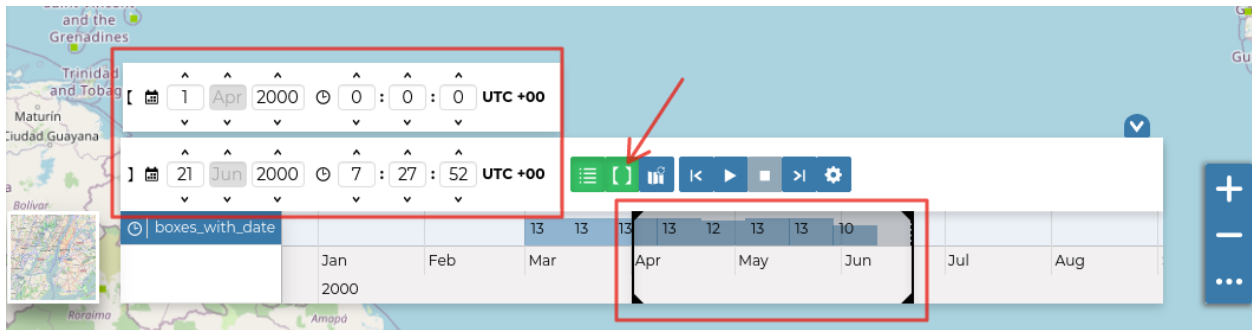 and the
Grenadines
Gu
Trinidad
and Tobag
[ 1 Apr 2000 0 : 0 : 0 UTC +00
Maturín
Ciudad Guayana
] 21 Jun 2000 7 : 27 : 52 UTC +00
Bolívar
boxes_with_date
13 13 13 13 12 13 13 10
Jan Feb Mar Apr May Jun Jul Aug
2000
Roraima
Amapá